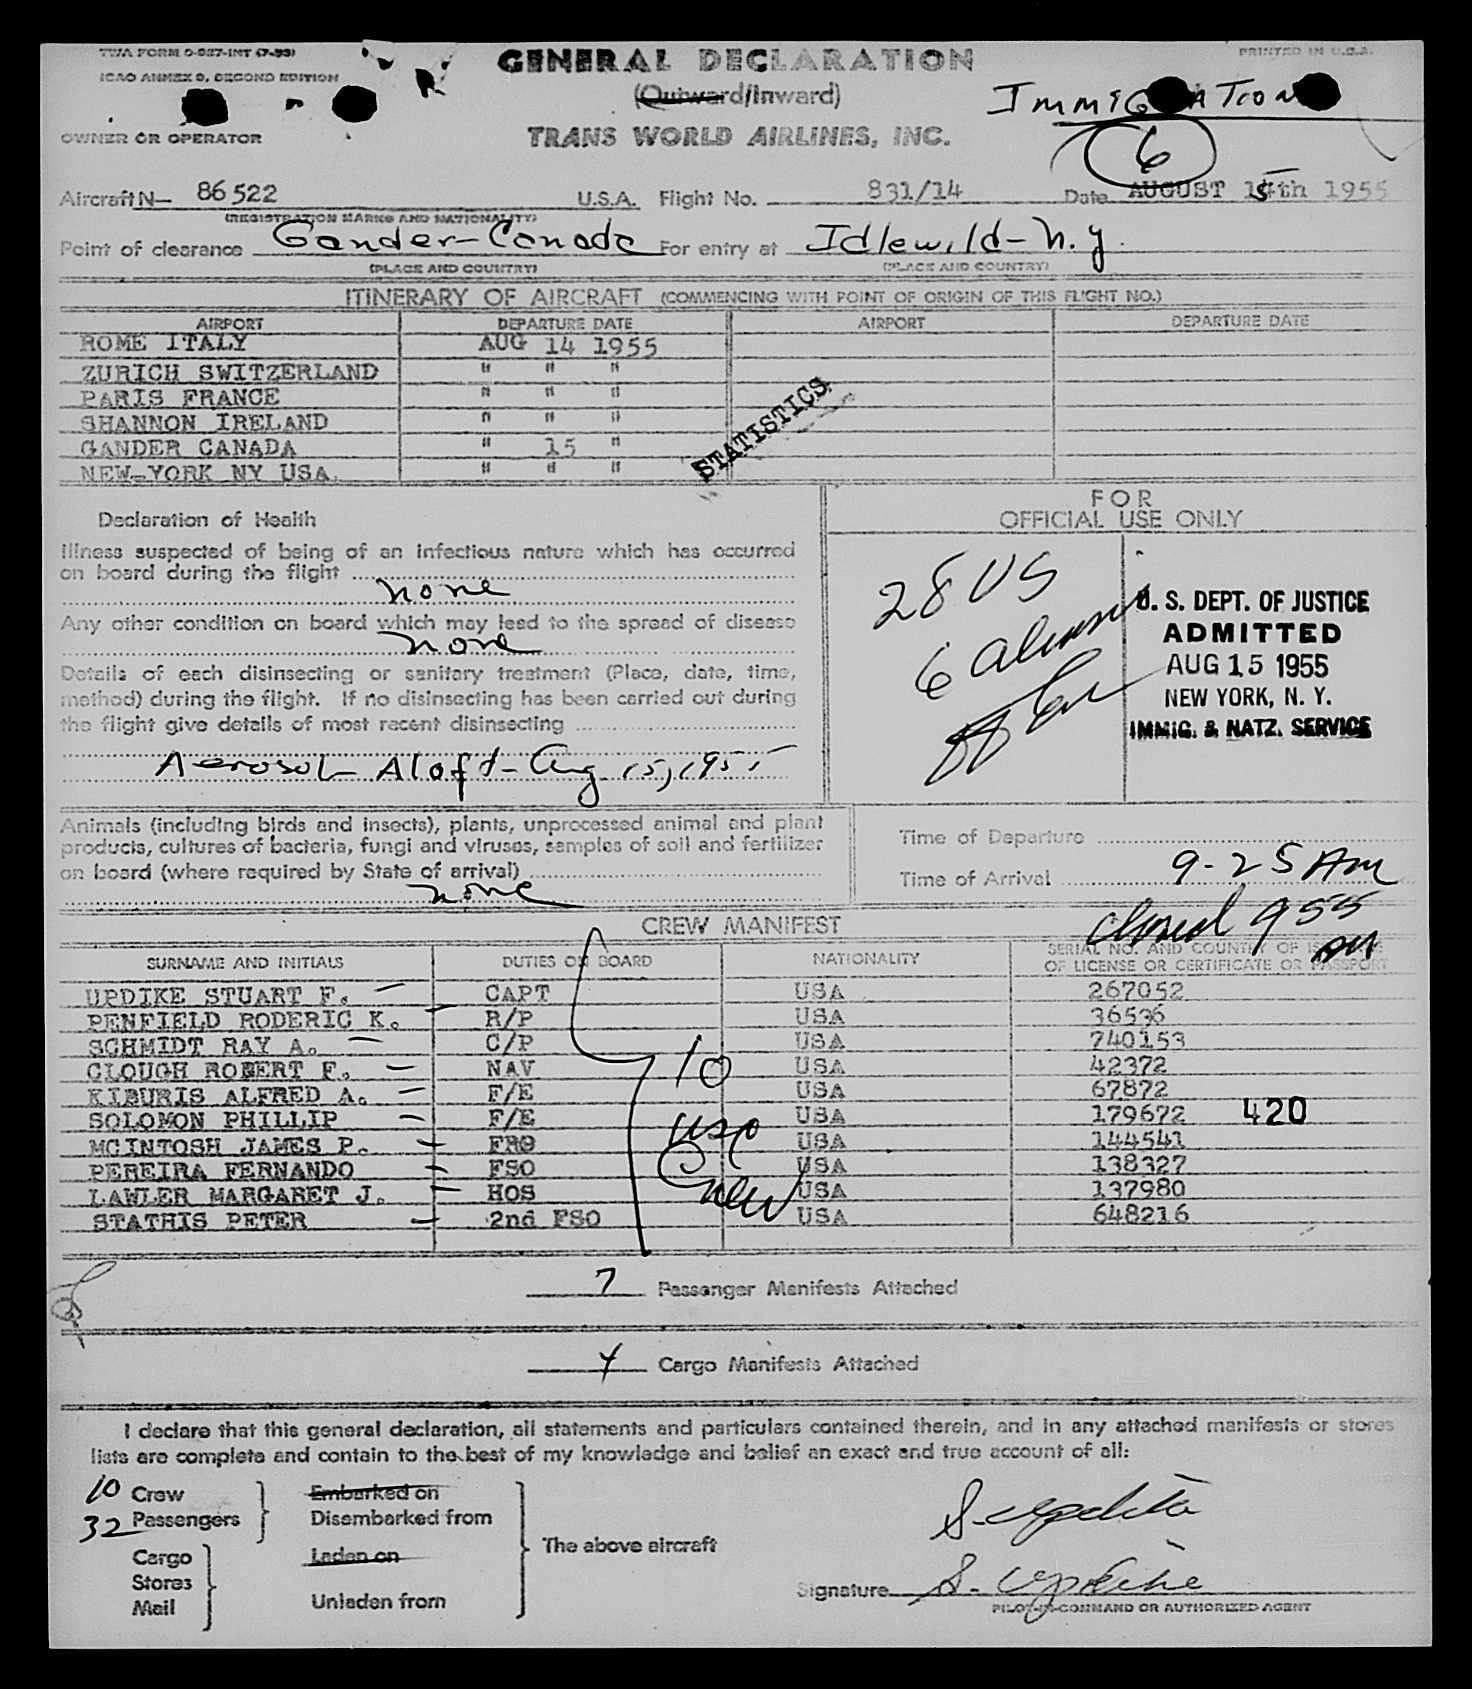 TWA FORM O-927-INT (7-53)
ICAO ANNEX 9, SECOND EDITION
GENERAL DECLARATION
PRINTED IN U.S.A.
(Outward/Inward)
IMMIGRATION
OWNER OR OPERATOR
TRANS WORLD AIRLINES, INC.
6
Aircraft N— 86522 U.S.A. Flight No. 831/14 Date AUGUST 15th 1955
(REGISTRATION MARKS AND NATIONALITY)
Point of clearance Gander-Canada For entry at Idlewild-N.Y.
(PLACE AND COUNTRY) (PLACE AND COUNTRY)
ITINERARY OF AIRCRAFT (COMMENCING WITH POINT OF ORIGIN OF THIS FLIGHT NO.)
AIRPORT DEPARTURE DATE AIRPORT DEPARTURE DATE
ROME ITALY AUG 14 1955
ZURICH SWITZERLAND " " "
PARIS FRANCE " " "
SHANNON IRELAND " " "
GANDER CANADA " 15 "
NEW-YORK NY USA. " " "
STATISTICS
FOR
OFFICIAL USE ONLY
Declaration of Health
Illness suspected of being of an infectious nature which has occurred
on board during the flight
none
Any other condition on board which may lead to the spread of disease
none
Details of each disinsecting or sanitary treatment (Place, date, time,
method) during the flight. If no disinsecting has been carried out during
the flight give details of most recent disinsecting
Aerosol Aloft - Aug 15, 1955
28 US
6 Aliens
U. S. DEPT. OF JUSTICE
ADMITTED
AUG 15 1955
NEW YORK, N. Y.
IMMIG. & NATZ. SERVICE
Animals (including birds and insects), plants, unprocessed animal and plant
products, cultures of bacteria, fungi and viruses, samples of soil and fertilizer
on board (where required by State of arrival)
none
Time of Departure
Time of Arrival 9-25 AM
955 AM
CREW MANIFEST
SURNAME AND INITIALS DUTIES ON BOARD NATIONALITY SERIAL NO. AND COUNTRY OF ISSUANCE
OF LICENSE OR CERTIFICATE OR PASSPORT
UPDIKE STUART F. CAPT USA 267052
PENFIELD RODERIC K. R/P USA 36536
SCHMIDT RAY A. C/P USA 740153
CLOUGH ROBERT F. NAV USA 42372
KIBURIS ALFRED A. F/E USA 67872
SOLOMON PHILLIP F/E USA 179672 420
MCINTOSH JAMES P. FRO USA 144541
PEREIRA FERNANDO FSO USA 138327
LAWLER MARGARET J. HOS USA 137980
STATHIS PETER 2nd FSO USA 648216
10
USC
Crew
7 Passenger Manifests Attached
4 Cargo Manifests Attached
I declare that this general declaration, all statements and particulars contained therein, and in any attached manifests or stores
lists are complete and contain to the best of my knowledge and belief an exact and true account of all:
10 Crew Embarked on
32 Passengers Disembarked from
The above aircraft
Cargo Laden on
Stores
Mail Unladen from
S. Updike
Signature S. Updike
PILOT-IN-COMMAND OR AUTHORIZED AGENT